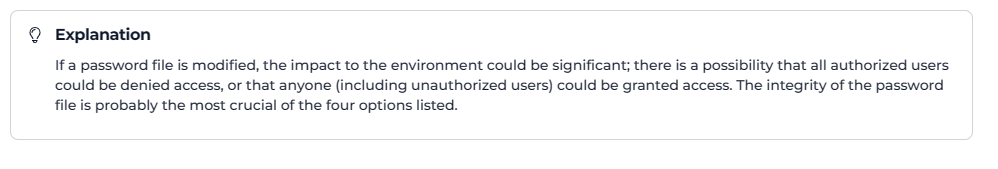 Explanation
If a password file is modified, the impact to the environment could be significant; there is a possibility that all authorized users
could be denied access, or that anyone (including unauthorized users) could be granted access. The integrity of the password
file is probably the most crucial of the four options listed.